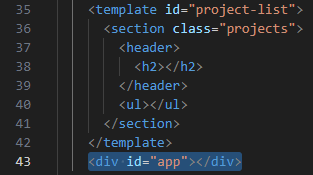 35 <template id="project-list">
36 <section class="projects">
37 <header>
38 <h2></h2>
39 </header>
40 <ul></ul>
41 </section>
42 </template>
43 <div id="app"></div>